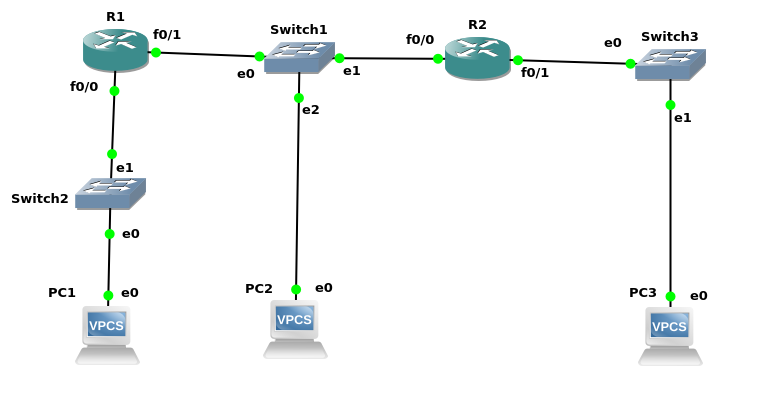 R1
f0/1
Switch1
R2
Switch3
f0/0
e0
e0
e1
f0/1
f0/0
e2
e1
e1
Switch2
e0
PC1
e0
PC2
e0
PC3
e0
VPCS
VPCS
VPCS